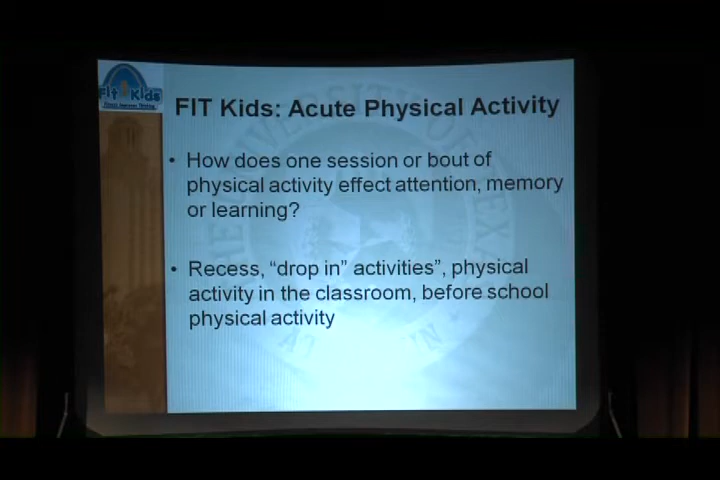 FIt Kids
FIT Kids: Acute Physical Activity
• How does one session or bout of
physical activity effect attention, memory
or learning?
• Recess, “drop in” activities”, physical
activity in the classroom, before school
physical activity